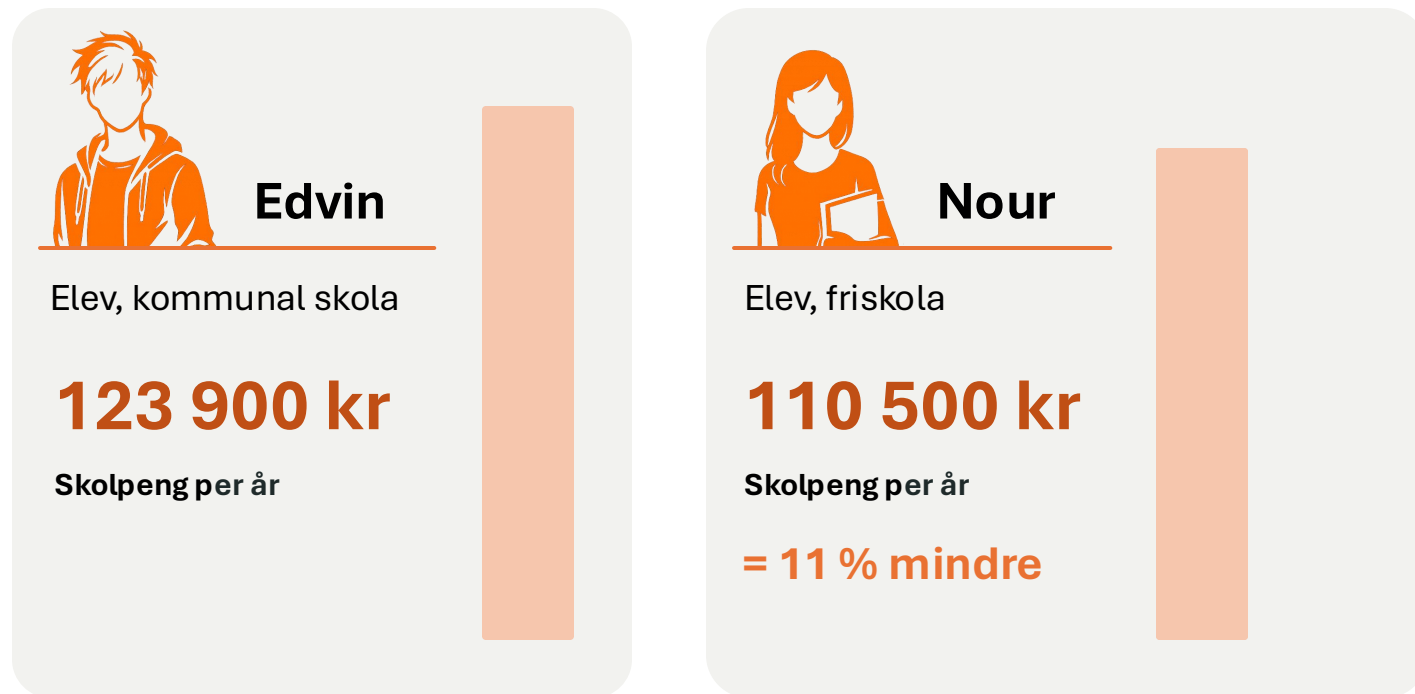 Edvin
Elev, kommunal skola
123 900 kr
Skolpeng per år
Nour
Elev, friskola
110 500 kr
Skolpeng per år
= 11 % mindre